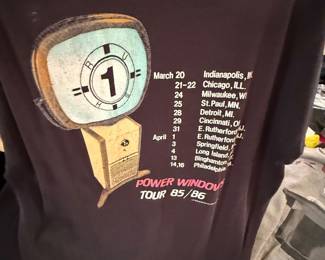 R U S H
1
March 20 Indianapolis, IN
21-22 Chicago, ILL.
24 Milwaukee, WI
25 St. Paul, MN.
28 Detroit, MI.
29 Cincinnati, O
31 E. Rutherford, N.J.
April 1 E. Rutherford, N.J.
3 Springfield,
4 Long Island,
13 Binghamton,
14,16 Philadelphia
POWER WINDOWS
TOUR 85/86